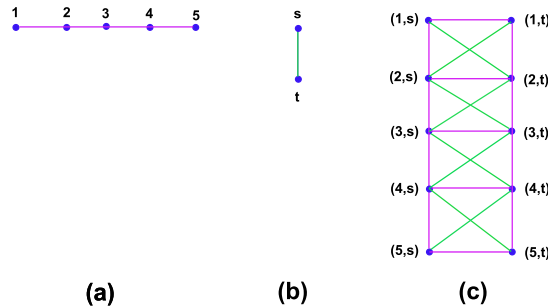 1 2 3 4 5
s
t
(1,s) (1,t)
(2,s) (2,t)
(3,s) (3,t)
(4,s) (4,t)
(5,s) (5,t)
(a) (b) (c)